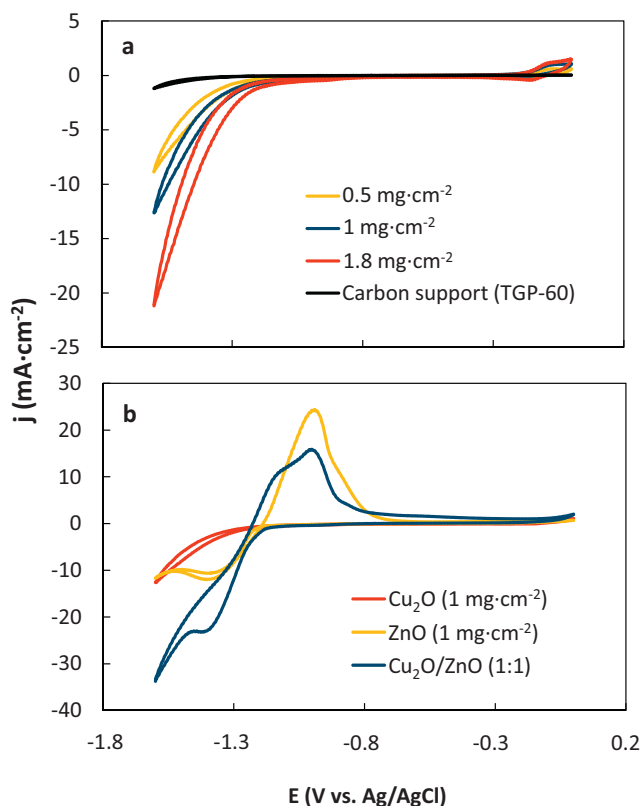 5
a
0
-5
-10
-15
-20
-25
0.5 mg·cm⁻²
1 mg·cm⁻²
1.8 mg·cm⁻²
Carbon support (TGP-60)
j (mA·cm⁻²)
30
b
20
10
0
-10
-20
-30
-40
Cu₂O (1 mg·cm⁻²)
ZnO (1 mg·cm⁻²)
Cu₂O/ZnO (1:1)
-1.8 -1.3 -0.8 -0.3 0.2
E (V vs. Ag/AgCl)